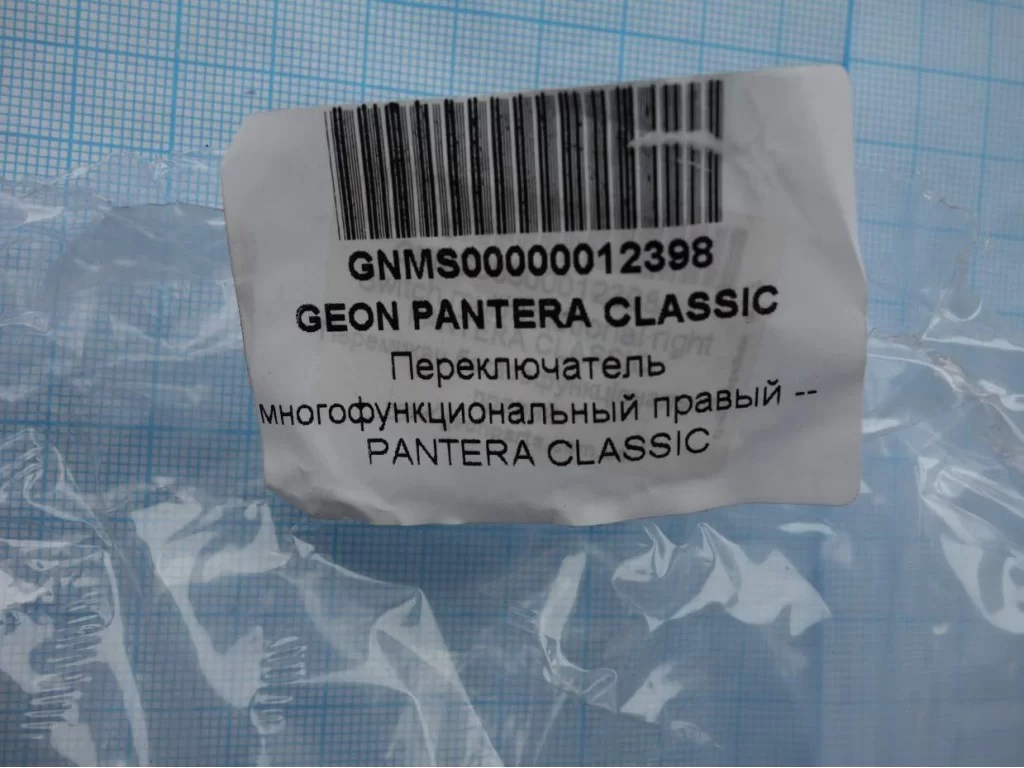 GNMS00000012398
GEON PANTERA CLASSIC
Переключатель
многофункциональный правый --
PANTERA CLASSIC